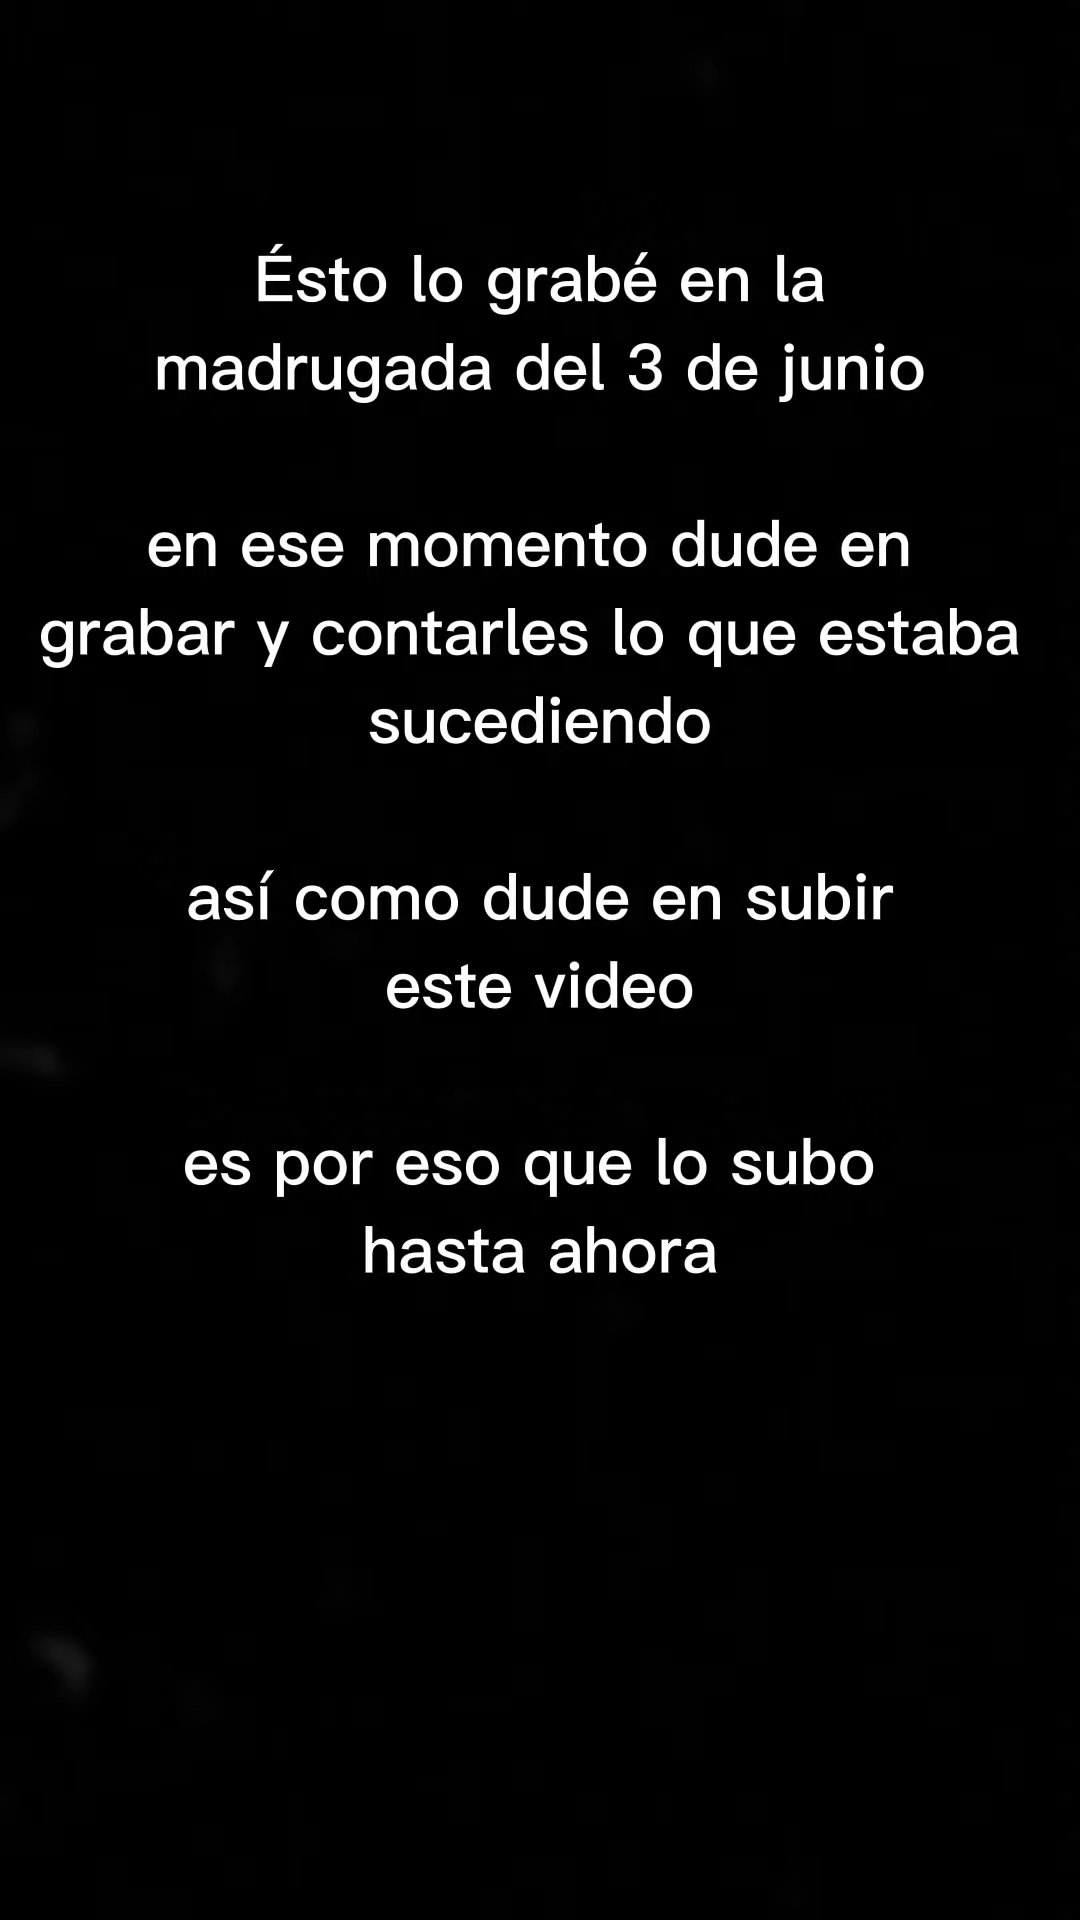 Ésto lo grabé en la
madrugada del 3 de junio
en ese momento dude en
grabar y contarles lo que estaba
sucediendo
así como dude en subir
este video
es por eso que lo subo
hasta ahora